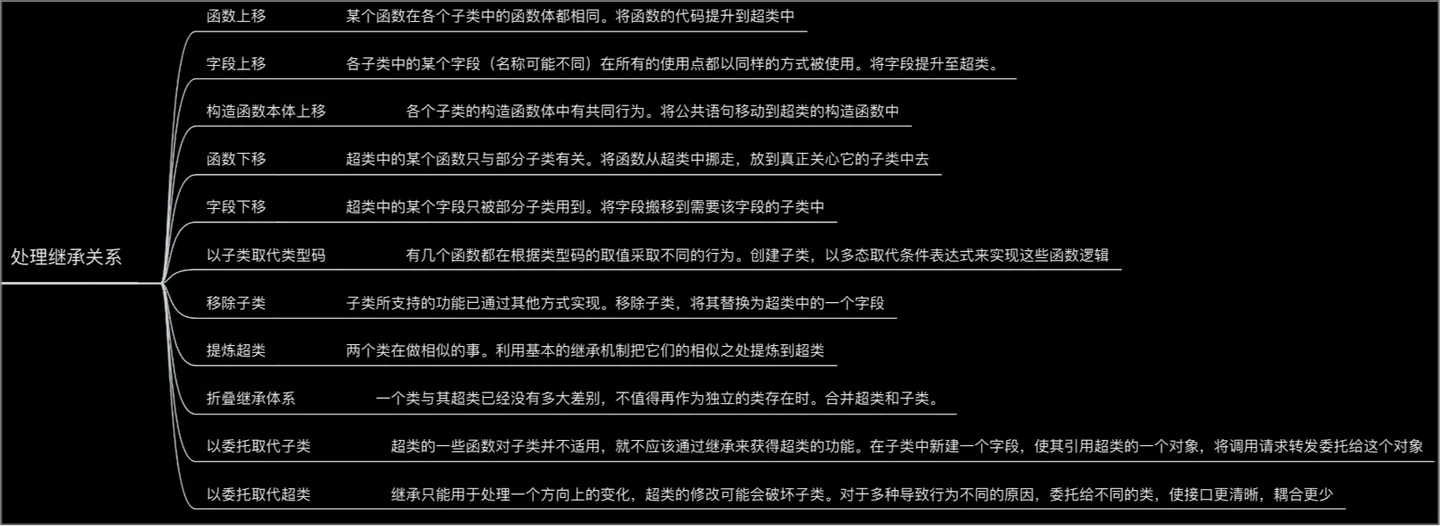 函数上移 某个函数在各个子类中的函数体都相同。将函数的代码提升到超类中
字段上移 各子类中的某个字段（名称可能不同）在所有的使用点都以同样的方式被使用。将字段提升至超类。
构造函数本体上移 各个子类的构造函数体中有共同行为。将公共语句移动到超类的构造函数中
函数下移 超类中的某个函数只与部分子类有关。将函数从超类中挪走，放到真正关心它的子类中去
字段下移 超类中的某个字段只被部分子类用到。将字段搬移到需要该字段的子类中
处理继承关系
以子类取代类型码 有几个函数都在根据类型码的取值采取不同的行为。创建子类，以多态取代条件表达式来实现这些函数逻辑
移除子类 子类所支持的功能已通过其他方式实现。移除子类，将其替换为超类中的一个字段
提炼超类 两个类在做相似的事。利用基本的继承机制把它们的相似之处提炼到超类
折叠继承体系 一个类与其超类已经没有多大差别，不值得再作为独立的类存在时。合并超类和子类。
以委托取代子类 超类的一些函数对子类并不适用，就不应该通过继承来获得超类的功能。在子类中新建一个字段，使其引用超类的一个对象，将调用请求转发委托给这个对象
以委托取代超类 继承只能用于处理一个方向上的变化，超类的修改可能会破坏子类。对于多种导致行为不同的原因，委托给不同的类，使接口更清晰，耦合更少